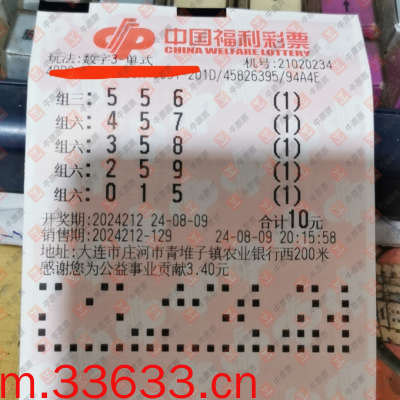 中国福利彩票
CHINA WELFARE LOTTERY
玩法:数字3-单式
机号:21020234
201D/45826395/94A4E
组三: 5 5 6 (1)
组六: 4 5 7 (1)
组六: 3 5 8 (1)
组六: 2 5 9 (1)
组六: 0 1 5 (1)
开奖期:2024212 24-08-09 合计10元
销售期:2024212-129 24-08-09 20:15:58
地址:大连市庄河市青堆子镇农业银行西200米
感谢您为公益事业贡献3.40元
m.33633.cn